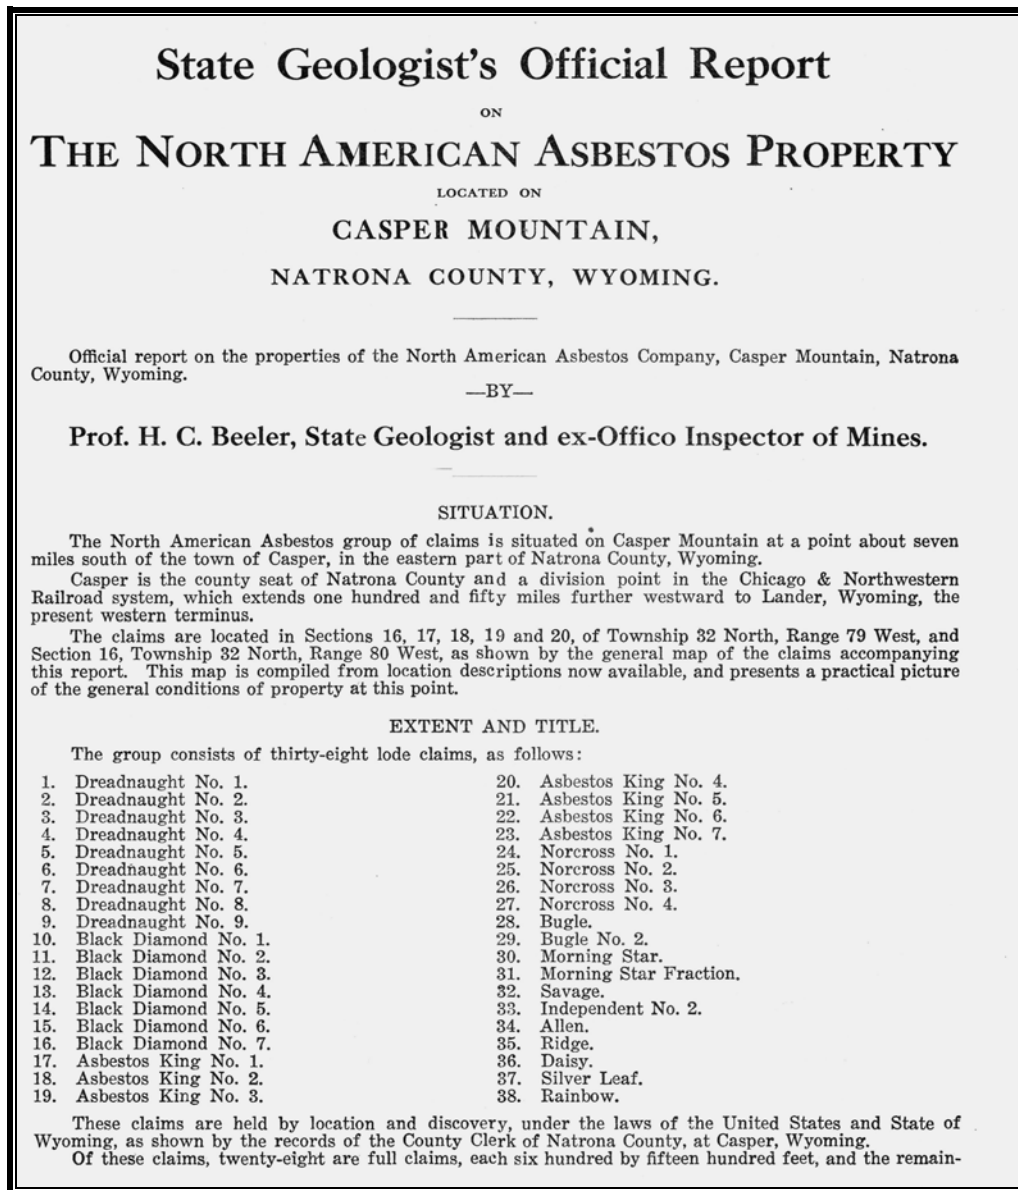 State Geologist's Official Report
ON
THE NORTH AMERICAN ASBESTOS PROPERTY
LOCATED ON
CASPER MOUNTAIN,
NATRONA COUNTY, WYOMING.
Official report on the properties of the North American Asbestos Company, Casper Mountain, Natrona
County, Wyoming.
—BY—
Prof. H. C. Beeler, State Geologist and ex-Offico Inspector of Mines.
SITUATION.
The North American Asbestos group of claims is situated on Casper Mountain at a point about seven
miles south of the town of Casper, in the eastern part of Natrona County, Wyoming.
Casper is the county seat of Natrona County and a division point in the Chicago & Northwestern
Railroad system, which extends one hundred and fifty miles further westward to Lander, Wyoming, the
present western terminus.
The claims are located in Sections 16, 17, 18, 19 and 20, of Township 32 North, Range 79 West, and
Section 16, Township 32 North, Range 80 West, as shown by the general map of the claims accompanying
this report. This map is compiled from location descriptions now available, and presents a practical picture
of the general conditions of property at this point.
EXTENT AND TITLE.
The group consists of thirty-eight lode claims, as follows:
1. Dreadnaught No. 1.
2. Dreadnaught No. 2.
3. Dreadnaught No. 3.
4. Dreadnaught No. 4.
5. Dreadnaught No. 5.
6. Dreadnaught No. 6.
7. Dreadnaught No. 7.
8. Dreadnaught No. 8.
9. Dreadnaught No. 9.
10. Black Diamond No. 1.
11. Black Diamond No. 2.
12. Black Diamond No. 3.
13. Black Diamond No. 4.
14. Black Diamond No. 5.
15. Black Diamond No. 6.
16. Black Diamond No. 7.
17. Asbestos King No. 1.
18. Asbestos King No. 2.
19. Asbestos King No. 3.
20. Asbestos King No. 4.
21. Asbestos King No. 5.
22. Asbestos King No. 6.
23. Asbestos King No. 7.
24. Norcross No. 1.
25. Norcross No. 2.
26. Norcross No. 3.
27. Norcross No. 4.
28. Bugle.
29. Bugle No. 2.
30. Morning Star.
31. Morning Star Fraction.
32. Savage.
33. Independent No. 2.
34. Allen.
35. Ridge.
36. Daisy.
37. Silver Leaf.
38. Rainbow.
These claims are held by location and discovery, under the laws of the United States and State of
Wyoming, as shown by the records of the County Clerk of Natrona County, at Casper, Wyoming.
Of these claims, twenty-eight are full claims, each six hundred by fifteen hundred feet, and the remain-